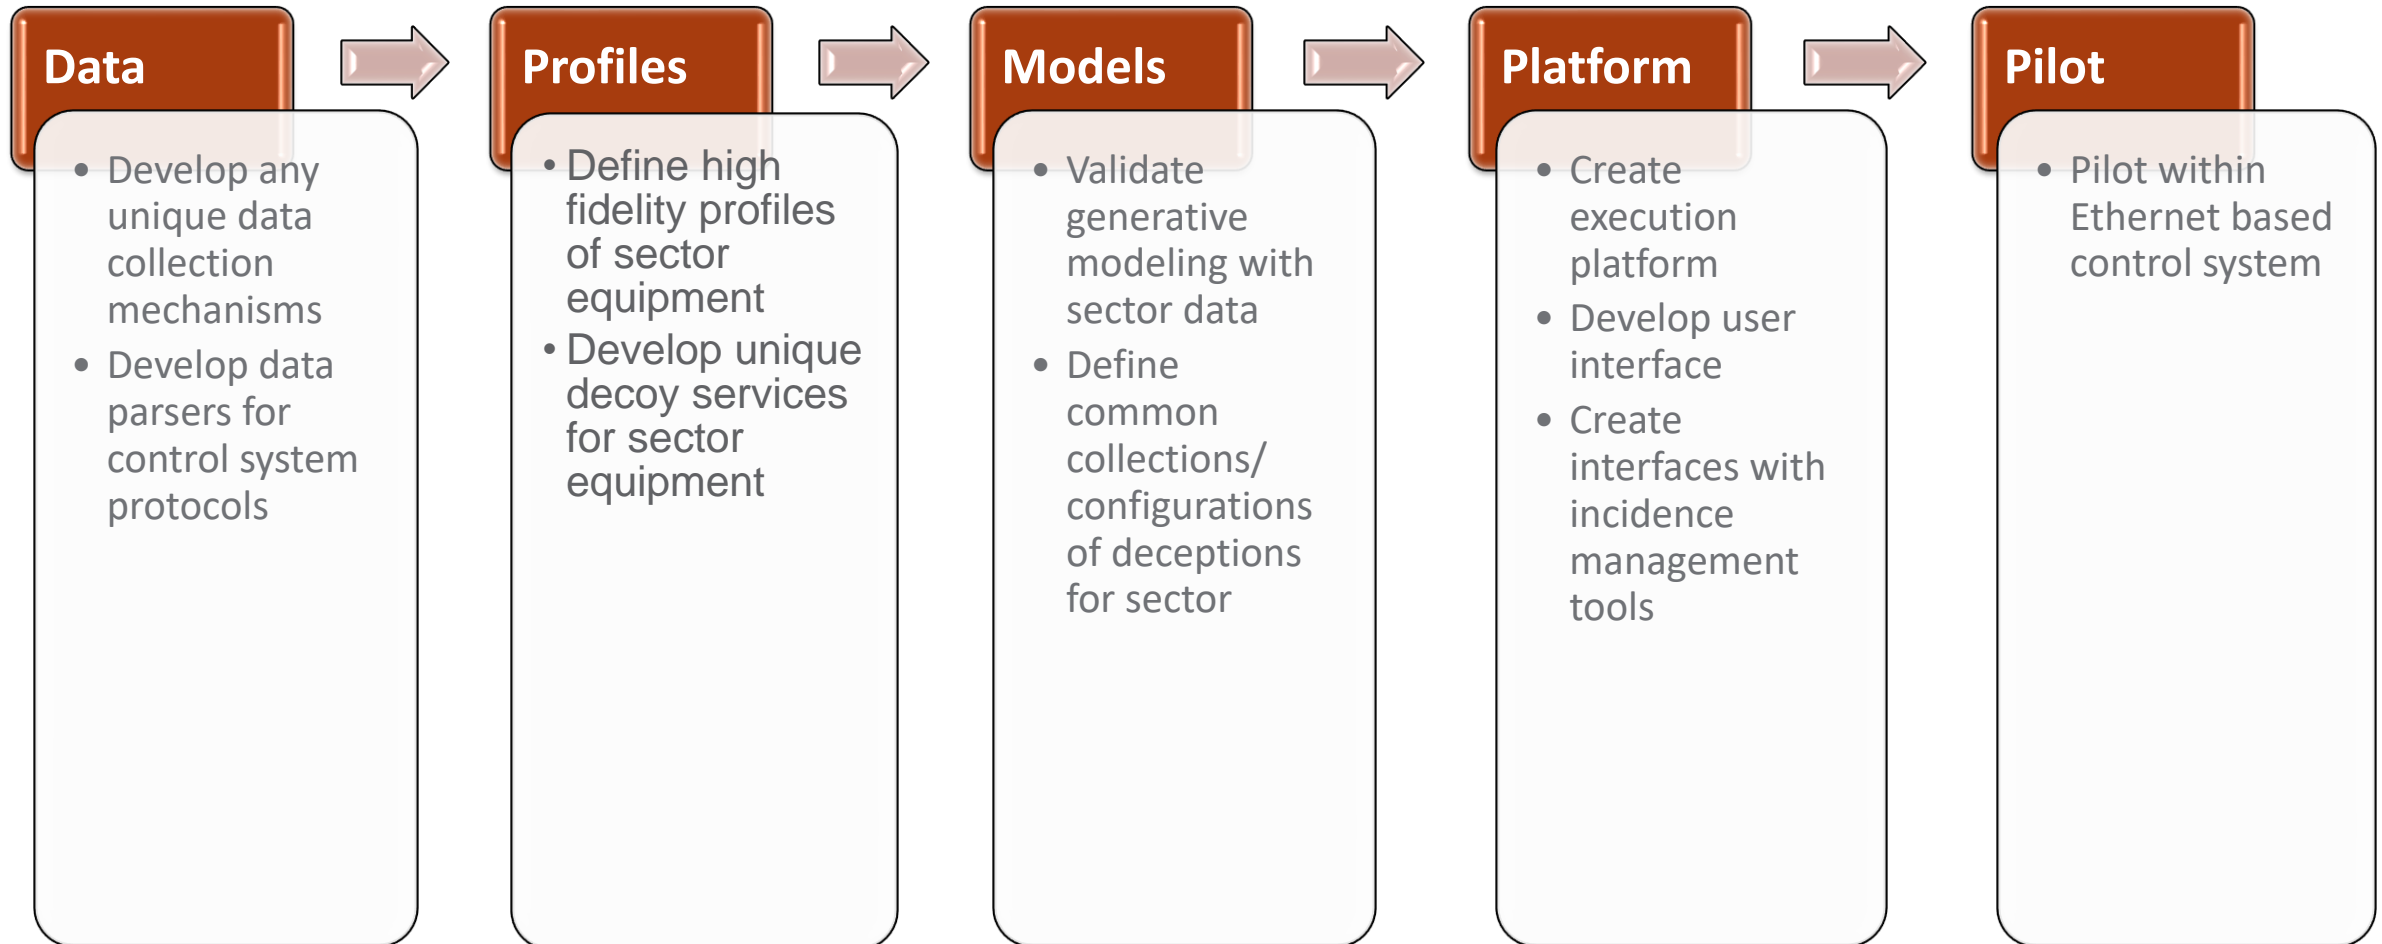 Data
• Develop any
unique data
collection
mechanisms
• Develop data
parsers for
control system
protocols
Profiles
• Define high
fidelity profiles
of sector
equipment
• Develop unique
decoy services
for sector
equipment
Models
• Validate
generative
modeling with
sector data
• Define
common
collections/
configurations
of deceptions
for sector
Platform
• Create
execution
platform
• Develop user
interface
• Create
interfaces with
incidence
management
tools
Pilot
• Pilot within
Ethernet based
control system